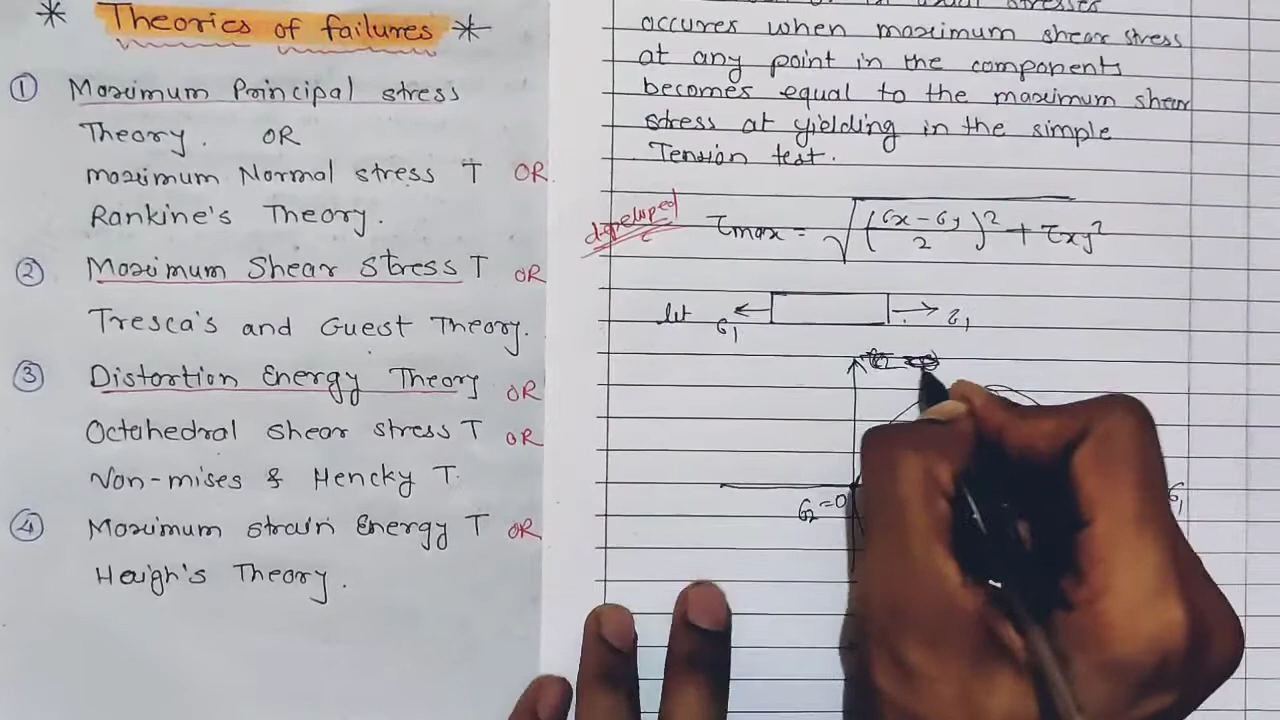 * Theories of failures *
① Maximum Principal stress
Theory. OR
maximum Normal stress T OR
Rankine's Theory.
② Maximum Shear Stress T OR
Tresca's and Guest Theory.
③ Distortion Energy Theory OR
Octahedral shear stress T OR
Von-mises & Hencky T.
④ Maximum strain Energy T OR
Heigh's Theory.
stresses
occures when maximum shear stress
at any point in the components
becomes equal to the maximum shear
stress at yielding in the simple
Tension test.
developed τmax = √((σx-σy)/2)² + τxy²
let σ1 σ1
σ2=0 σ1